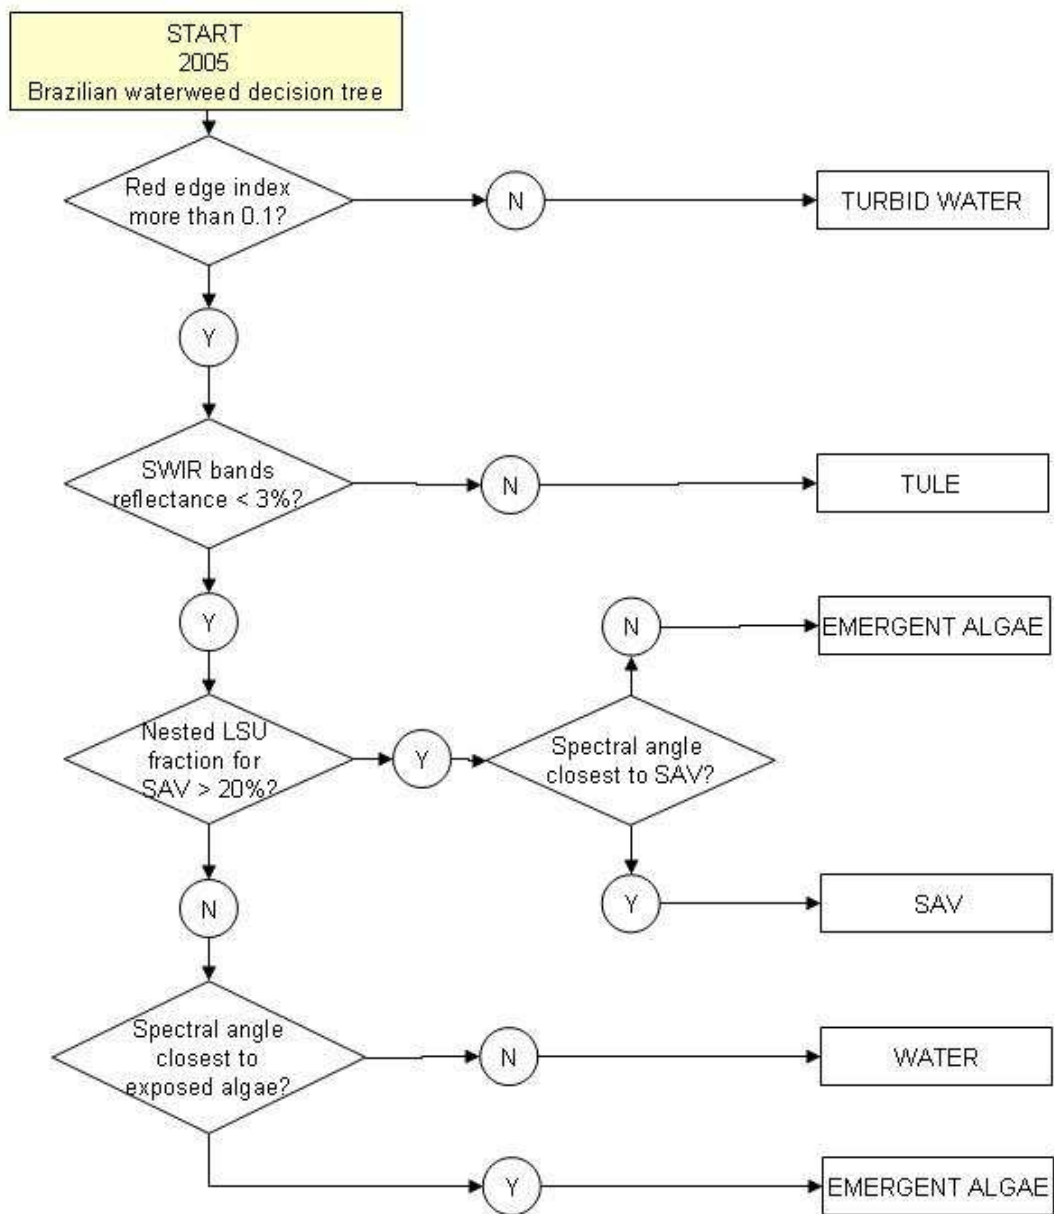 START
2005
Brazilian waterweed decision tree
Red edge index
more than 0.1?
N
TURBID WATER
Y
SWIR bands
reflectance < 3%?
N
TULE
Y
N
EMERGENT ALGAE
Nested LSU
fraction for
SAV > 20%?
Y
Spectral angle
closest to SAV?
Y
SAV
N
Spectral angle
closest to
exposed algae?
N
WATER
Y
EMERGENT ALGAE